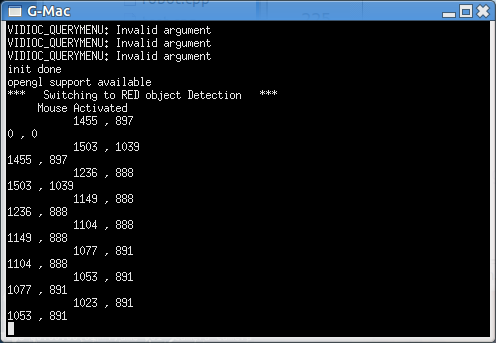 G-Mac
VIDIOC_QUERYMENU: Invalid argument
VIDIOC_QUERYMENU: Invalid argument
VIDIOC_QUERYMENU: Invalid argument
init done
opengl support available
*** Switching to RED object Detection ***
Mouse Activated
1455 , 897
0 , 0
1503 , 1039
1455 , 897
1236 , 888
1503 , 1039
1149 , 888
1236 , 888
1104 , 888
1149 , 888
1077 , 891
1104 , 888
1053 , 891
1077 , 891
1023 , 891
1053 , 891